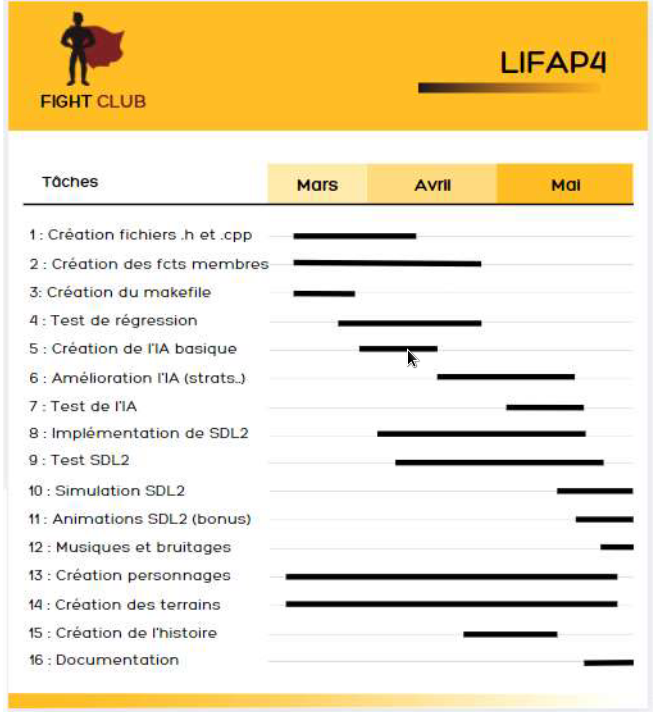 LIFAP4
FIGHT CLUB
Tâches
Mars Avril Mai
1 : Création fichiers .h et .cpp
2 : Création des fcts membres
3: Création du makefile
4 : Test de régression
5 : Création de l'IA basique
6 : Amélioration l'IA (strats..)
7 : Test de l'IA
8 : Implémentation de SDL2
9 : Test SDL2
10 : Simulation SDL2
11 : Animations SDL2 (bonus)
12 : Musiques et bruitages
13 : Création personnages
14 : Création des terrains
15 : Création de l'histoire
16 : Documentation